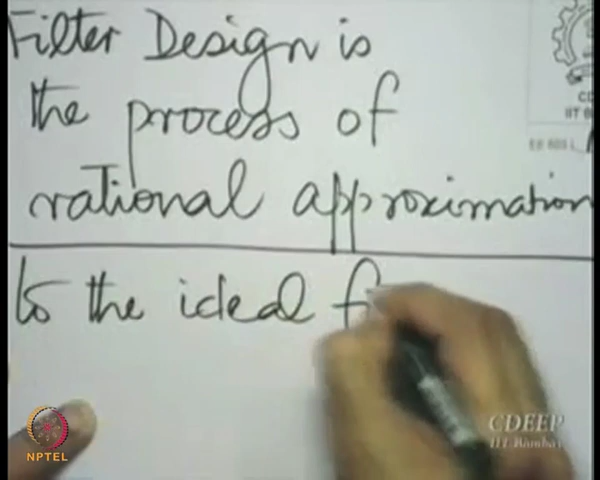 Filter Design is
the process of
rational approximation
to the ideal
CDEEP
IIT Bombay
NPTEL